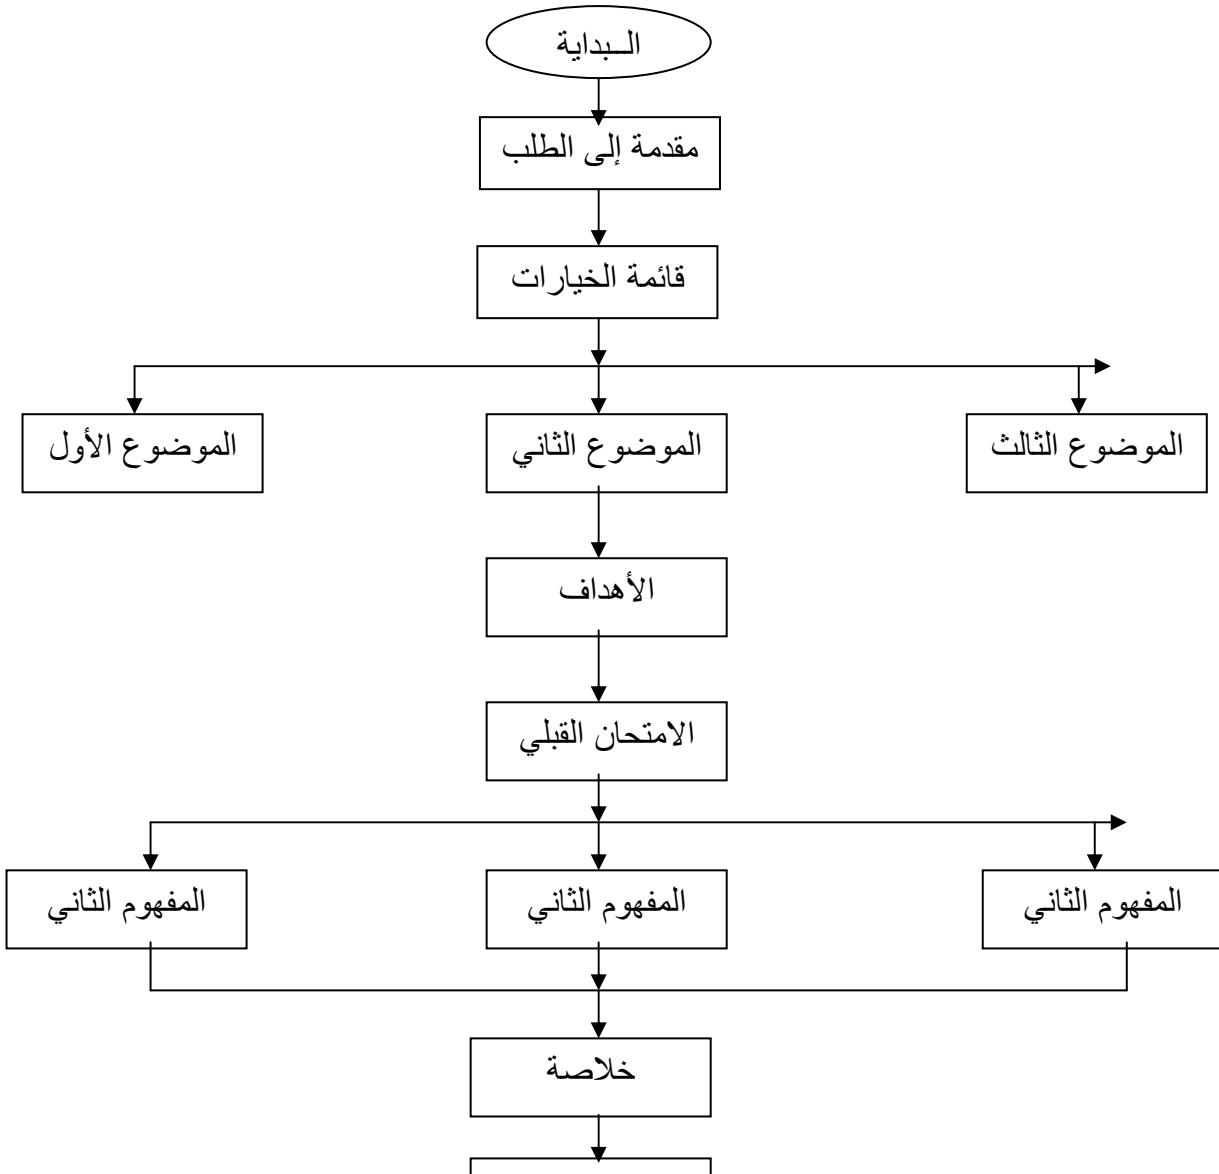 الــبداية
مقدمة إلى الطلب
قائمة الخيارات
الموضوع الثالث
الموضوع الثاني
الموضوع الأول
الأهداف
الامتحان القبلي
المفهوم الثاني
المفهوم الثاني
المفهوم الثاني
خلاصة